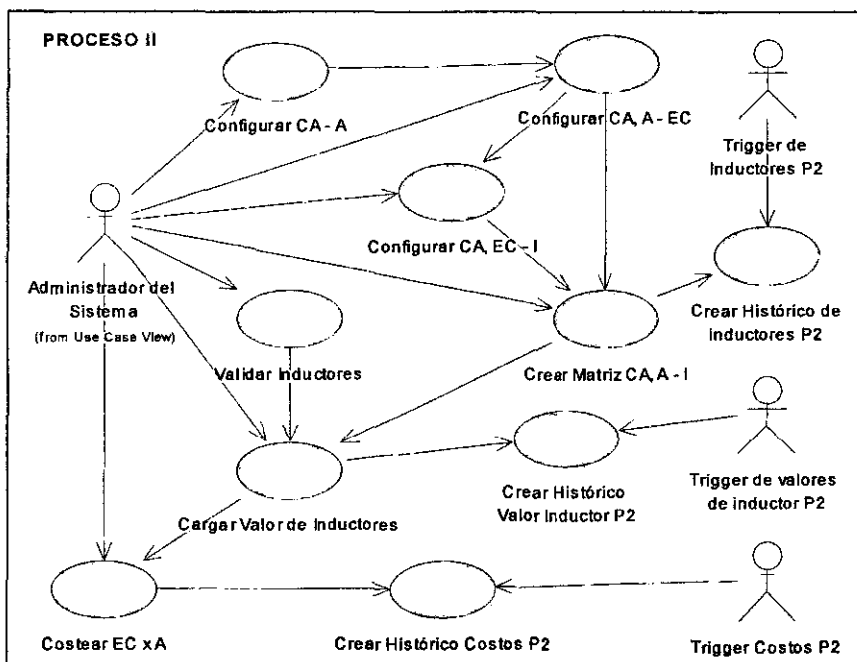 PROCESO II
Configurar CA - A
Configurar CA, A - EC
Trigger de
Inductores P2
Configurar CA, EC - I
Administrador del
Sistema
(from Use Case View)
Crear Histórico de
inductores P2
Validar Inductores
Crear Matriz CA, A - I
Crear Histórico
Valor Inductor P2
Trigger de valores
de inductor P2
Cargar Valor de Inductores
Costear EC x A
Crear Histórico Costos P2
Trigger Costos P2